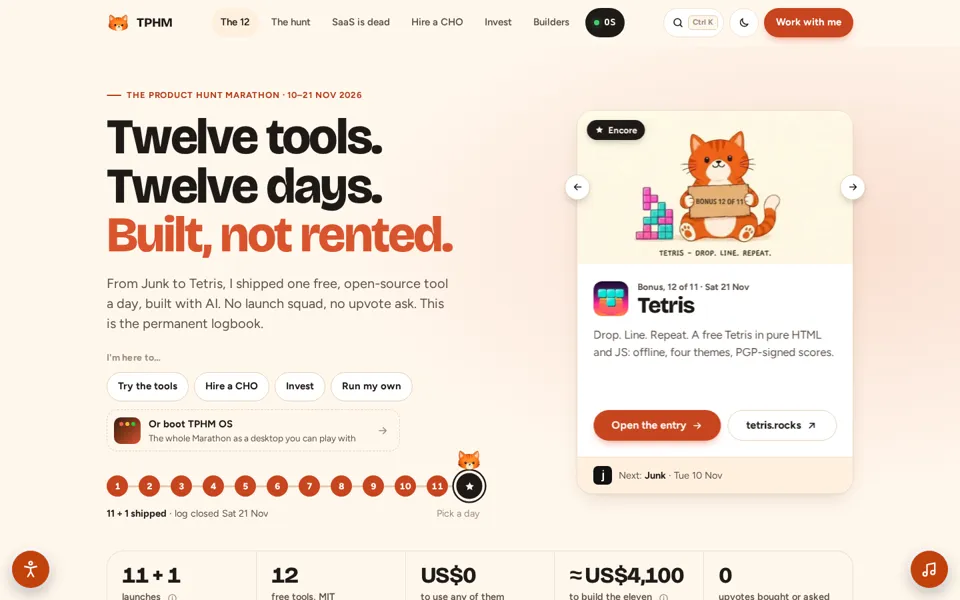 TPHM
The 12
The hunt
SaaS is dead
Hire a CHO
Invest
Builders
OS
Ctrl K
Work with me
THE PRODUCT HUNT MARATHON · 10–21 NOV 2026
Twelve tools.
Twelve days.
Built, not rented.
From Junk to Tetris, I shipped one free, open-source tool
a day, built with AI. No launch squad, no upvote ask. This
is the permanent logbook.
I'm here to…
Try the tools
Hire a CHO
Invest
Run my own
Or boot TPHM OS
The whole Marathon as a desktop you can play with
1 2 3 4 5 6 7 8 9 10 11
11 + 1 shipped · log closed Sat 21 Nov
Pick a day
Encore
BONUS 12 OF 11
TETRIS – DROP. LINE. REPEAT.
Bonus, 12 of 11 · Sat 21 Nov
Tetris
Drop. Line. Repeat. A free Tetris in pure HTML
and JS: offline, four themes, PGP-signed scores.
Open the entry →
tetris.rocks ↗
j
Next: Junk · Tue 10 Nov
11 + 1
launches
12
free tools, MIT
US$0
to use any of them
≈US$4,100
to build the eleven
0
upvotes bought or asked